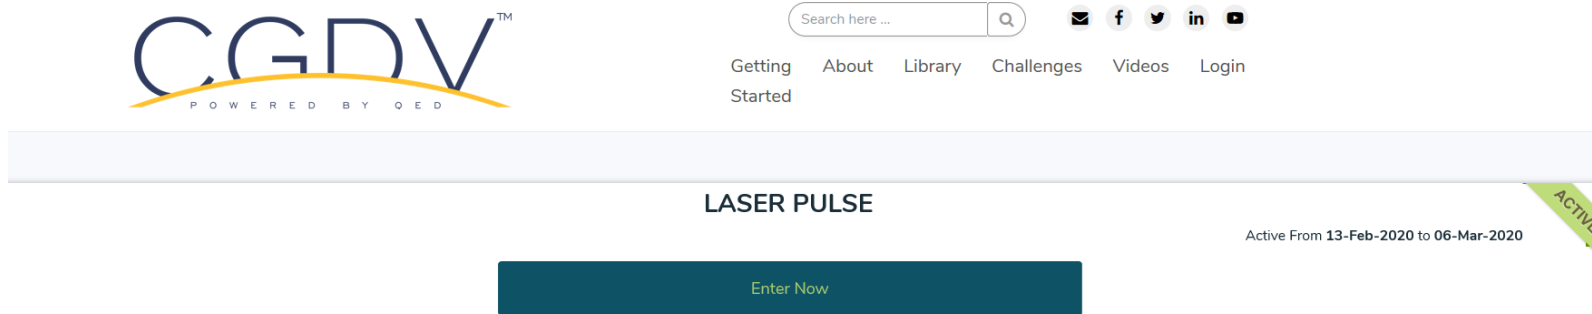 CGDV™
POWERED BY QED
Search here ...
Getting Started About Library Challenges Videos Login
LASER PULSE
ACTIVE
Active From 13-Feb-2020 to 06-Mar-2020
Enter Now